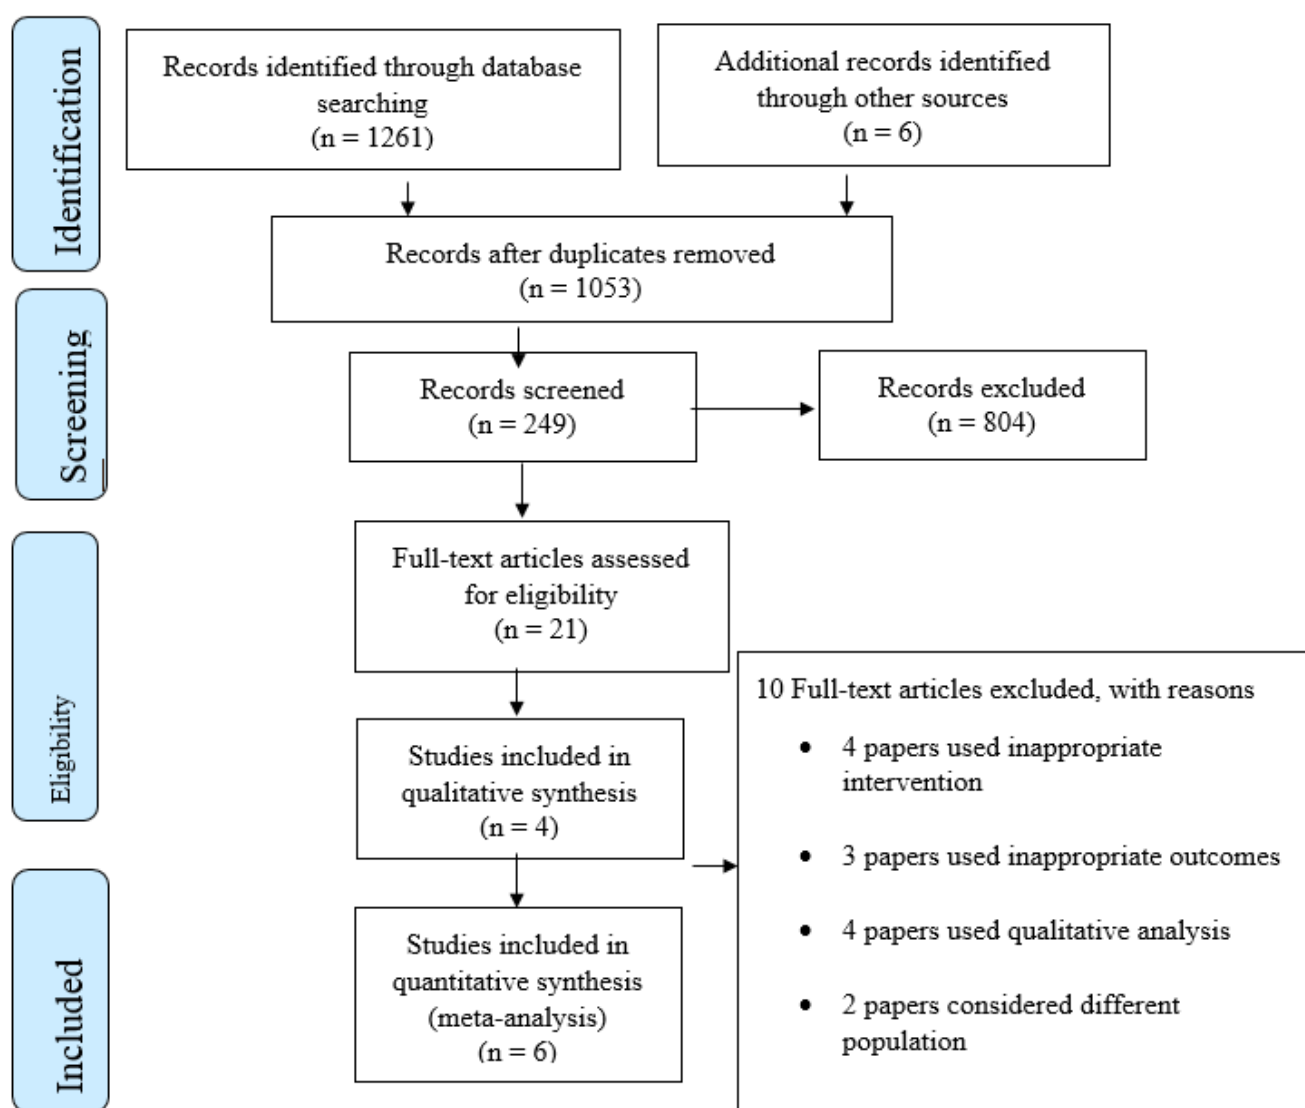 Identification
Records identified through database
searching
(n = 1261)
Additional records identified
through other sources
(n = 6)
Records after duplicates removed
(n = 1053)
Screening
Records screened
(n = 249)
Records excluded
(n = 804)
Eligibility
Full-text articles assessed
for eligibility
(n = 21)
10 Full-text articles excluded, with reasons
• 4 papers used inappropriate
intervention
• 3 papers used inappropriate outcomes
• 4 papers used qualitative analysis
• 2 papers considered different
population
Studies included in
qualitative synthesis
(n = 4)
Included
Studies included in
quantitative synthesis
(meta-analysis)
(n = 6)